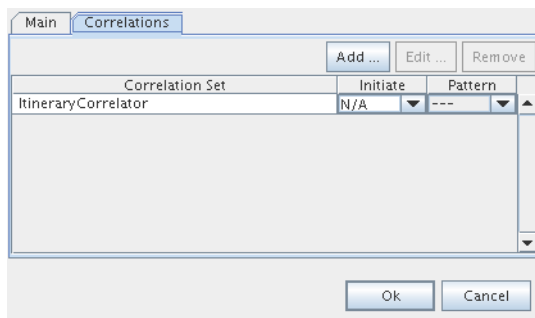 Main Correlations
Add ... Edit ... Remove
Correlation Set Initiate Pattern
ItineraryCorrelator N/A ---
Ok Cancel